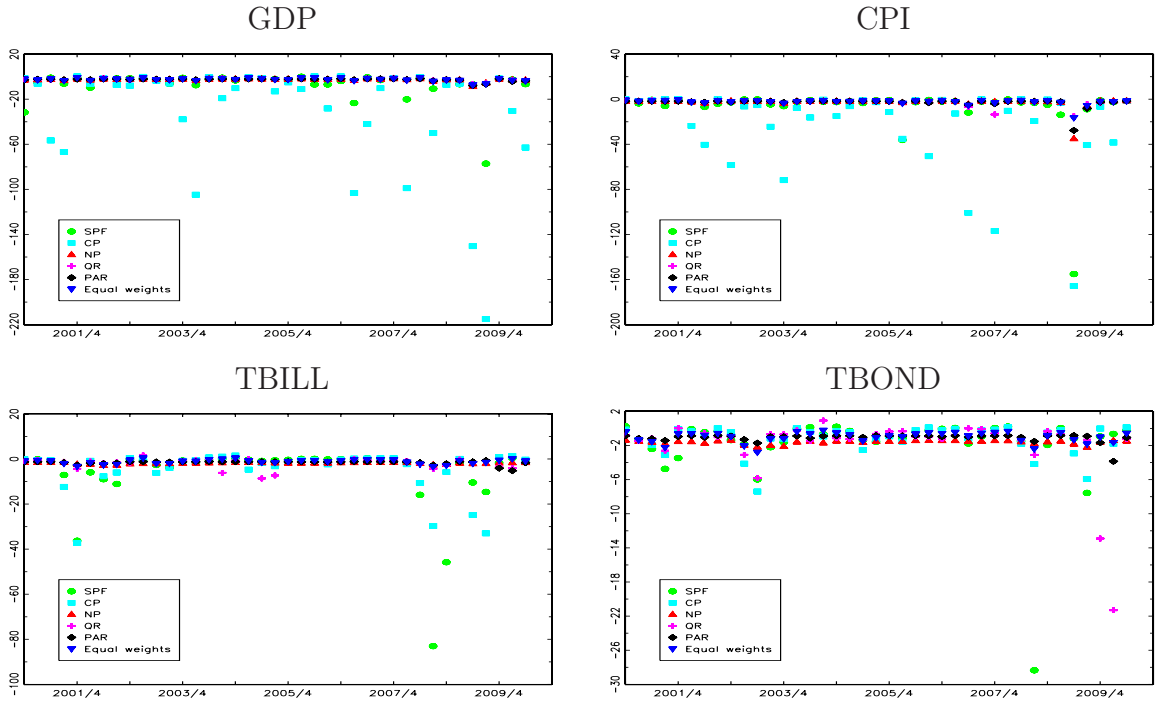 GDP
20
-20
-60
-100
-140
-180
-220
SPF
CP
NP
QR
PAR
Equal weights
2001/4 2003/4 2005/4 2007/4 2009/4
CPI
40
0
-40
-80
-120
-160
-200
SPF
CP
NP
QR
PAR
Equal weights
2001/4 2003/4 2005/4 2007/4 2009/4
TBILL
20
0
-20
-40
-60
-80
-100
SPF
CP
NP
QR
PAR
Equal weights
2001/4 2003/4 2005/4 2007/4 2009/4
TBOND
2
-2
-6
-10
-14
-18
-22
-26
-30
SPF
CP
NP
QR
PAR
Equal weights
2001/4 2003/4 2005/4 2007/4 2009/4